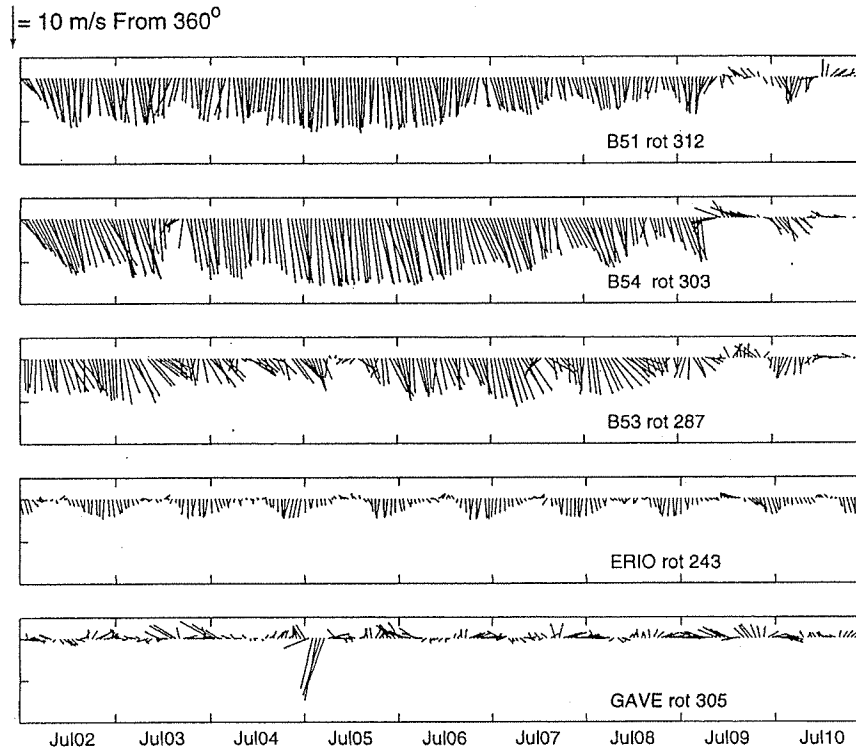 = 10 m/s From 360°
B51 rot 312
B54 rot 303
B53 rot 287
ERIO rot 243
GAVE rot 305
Jul02 Jul03 Jul04 Jul05 Jul06 Jul07 Jul08 Jul09 Jul10